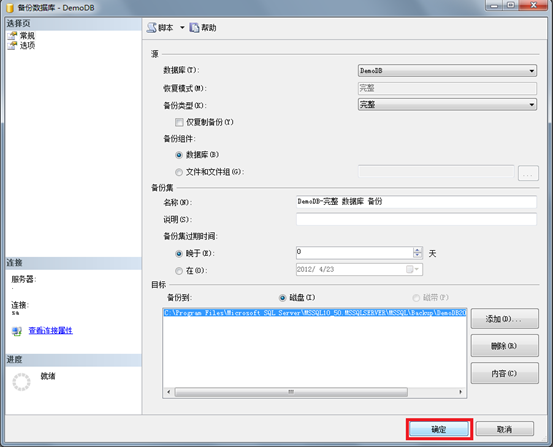 备份数据库 - DemoDB
选择页
常规
选项
脚本
帮助
源
数据库(T):
DemoDB
恢复模式(M):
完整
备份类型(K):
完整
仅复制备份(Y)
备份组件:
数据库(B)
文件和文件组(G):
...
备份集
名称(N):
DemoDB-完整 数据库 备份
说明(S):
备份集过期时间:
晚于(E):
0
天
在(O):
2012/ 4/23
目标
备份到:
磁盘(I)
磁带(P)
C:\Program Files\Microsoft SQL Server\MSSQL10_50.MSSQLSERVER\MSSQL\Backup\DemoDB20
添加(D)...
删除(R)
内容(C)
连接
服务器:
.
连接:
sa
查看连接属性
进度
就绪
确定
取消